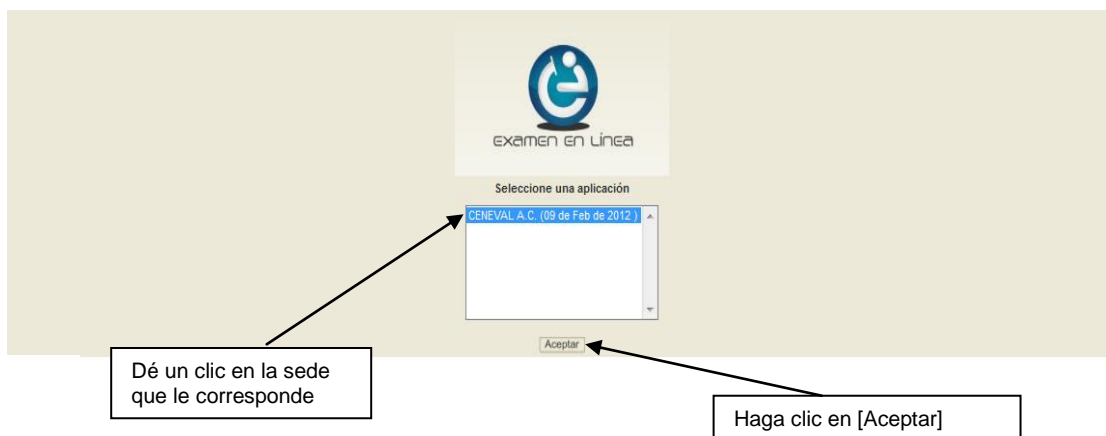 examen en Línea
Seleccione una aplicación
CENEVAL A.C. (09 de Feb de 2012 )
Aceptar
Dé un clic en la sede
que le corresponde
Haga clic en [Aceptar]